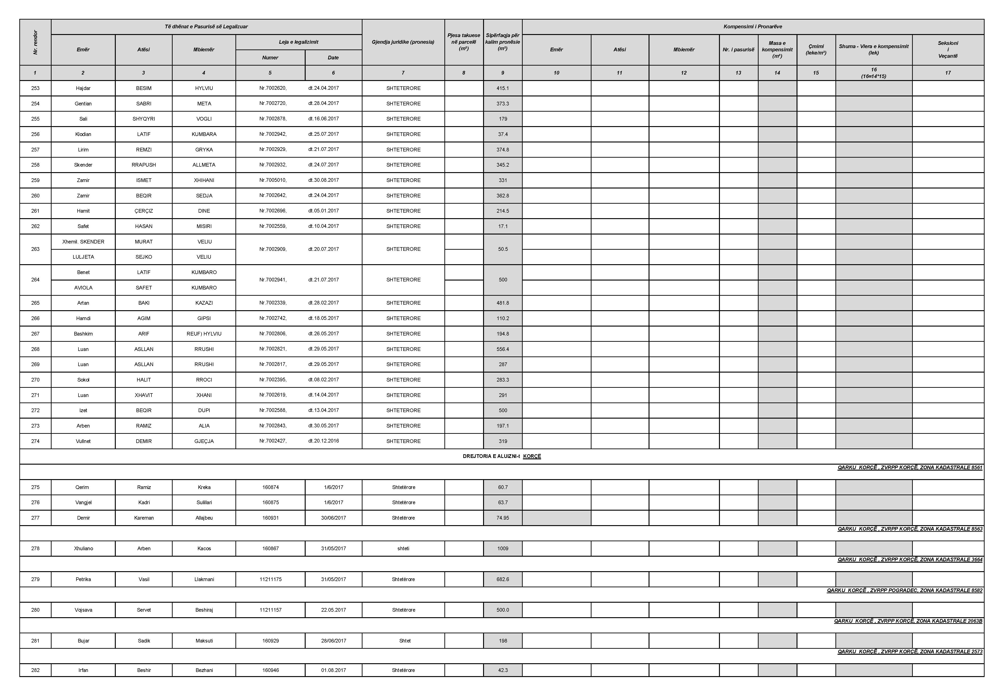 Nr. rendor
Të dhënat e Pasurisë së Legalizuar
Gjendja juridike (pronesia)
Pjesa takuese në parcelë (m²)
Sipërfaqja për kalim pronësie (m²)
Kompensimi i Pronarëve
Emër Atësi Mbiemër Leja e legalizimit
Numer Date
Emër Atësi Mbiemër Nr. i pasurisë Masa e kompensimit (m²) Çmimi (leke/m²) Shuma - Vlera e kompensimit (lek) Seksioni i Veçantë
1 2 3 4 5 6 7 8 9 10 11 12 13 14 15 16 (16=14*15) 17
253 Hajdar BESIM HYLVIU Nr.7002620, dt.24.04.2017 SHTETERORE 415.1
254 Gentian SABRI META Nr.7002720, dt.28.04.2017 SHTETERORE 373.3
255 Sali SHYQYRI VOGLI Nr.7002878, dt.16.06.2017 SHTETERORE 179
256 Klodian LATIF KUMBARA Nr.7002942, dt.25.07.2017 SHTETERORE 37.4
257 Lirim REMZI GRYKA Nr.7002929, dt.21.07.2017 SHTETERORE 374.8
258 Skender RRAPUSH ALLMETA Nr.7002932, dt.24.07.2017 SHTETERORE 345.2
259 Zamir ISMET XHIHANI Nr.7005010, dt.30.08.2017 SHTETERORE 331
260 Zamir BEQIR SEDJA Nr.7002642, dt.24.04.2017 SHTETERORE 362.8
261 Hamit ÇERÇIZ DINE Nr.7002696, dt.05.01.2017 SHTETERORE 214.5
262 Safet HASAN MISIRI Nr.7002559, dt.10.04.2017 SHTETERORE 17.1
263 Xhemil. SKENDER MURAT VELIU Nr.7002909, dt.20.07.2017 SHTETERORE 50.5
LULJETA SEJKO VELIU
264 Benet LATIF KUMBARO Nr.7002941, dt.21.07.2017 SHTETERORE 500
AVIOLA SAFET KUMBARO
265 Artan BAKI KAZAZI Nr.7002339, dt.28.02.2017 SHTETERORE 481.8
266 Hamdi AGIM GIPSI Nr.7002742, dt.18.05.2017 SHTETERORE 110.2
267 Bashkim ARIF REUF) HYLVIU Nr.7002806, dt.26.05.2017 SHTETERORE 194.8
268 Luan ASLLAN RRUSHI Nr.7002821, dt.29.05.2017 SHTETERORE 556.4
269 Luan ASLLAN RRUSHI Nr.7002817, dt.29.05.2017 SHTETERORE 287
270 Sokol HALIT RROCI Nr.7002395, dt.08.02.2017 SHTETERORE 283.3
271 Luan XHAVIT XHANI Nr.7002619, dt.14.04.2017 SHTETERORE 291
272 Izet BEQIR DUPI Nr.7002588, dt.13.04.2017 SHTETERORE 500
273 Arben RAMIZ ALIA Nr.7002843, dt.30.05.2017 SHTETERORE 197.1
274 Vullnet DEMIR GJEÇJA Nr.7002427, dt.20.12.2016 SHTETERORE 319
DREJTORIA E ALUIZNI-t KORÇË
QARKU KORÇË , ZVRPP KORÇË, ZONA KADASTRALE 8561
275 Qerim Ramiz Kreka 160874 1/6/2017 Shtetërore 60.7
276 Vangjel Kadri Sulillari 160875 1/6/2017 Shtetërore 63.7
277 Demir Kareman Allajbeu 160931 30/06/2017 Shtetërore 74.95
QARKU KORÇË , ZVRPP KORÇË, ZONA KADASTRALE 8563
278 Xhuliano Arben Kacos 160867 31/05/2017 shteti 1009
QARKU KORÇË , ZVRPP KORÇË, ZONA KADASTRALE 3664
279 Petrika Vasil Llakmani 11211175 31/05/2017 Shtetërore 682.6
QARKU KORÇË , ZVRPP POGRADEC, ZONA KADASTRALE 8582
280 Vojsava Servet Beshiraj 11211157 22.05.2017 Shtetërore 500.0
QARKU KORÇË , ZVRPP KORÇË, ZONA KADASTRALE 2063B
281 Bujar Sadik Maksuti 160929 28/06/2017 Shtet 198
QARKU KORÇË , ZVRPP KORÇË, ZONA KADASTRALE 2573
282 Irfan Beshir Bezhani 160946 01.08.2017 Shtetërore 42.3